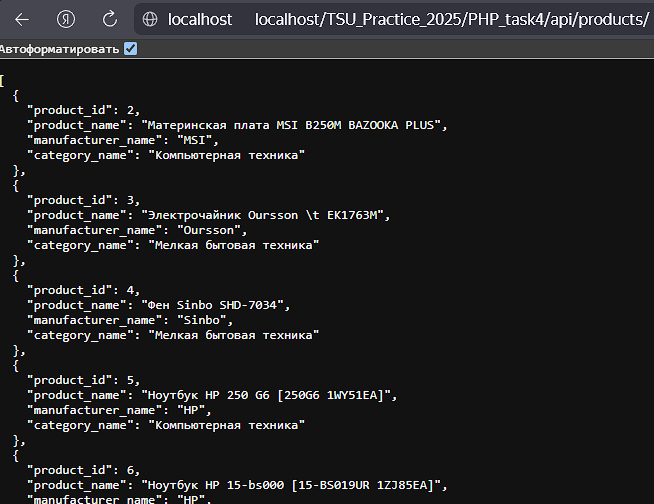 localhost localhost/TSU_Practice_2025/PHP_task4/api/products/
Автоформатировать
[
  {
    "product_id": 2,
    "product_name": "Материнская плата MSI B250M BAZOOKA PLUS",
    "manufacturer_name": "MSI",
    "category_name": "Компьютерная техника"
  },
  {
    "product_id": 3,
    "product_name": "Электрочайник Oursson \t EK1763M",
    "manufacturer_name": "Oursson",
    "category_name": "Мелкая бытовая техника"
  },
  {
    "product_id": 4,
    "product_name": "Фен Sinbo SHD-7034",
    "manufacturer_name": "Sinbo",
    "category_name": "Мелкая бытовая техника"
  },
  {
    "product_id": 5,
    "product_name": "Ноутбук HP 250 G6 [250G6 1WY51EA]",
    "manufacturer_name": "HP",
    "category_name": "Компьютерная техника"
  },
  {
    "product_id": 6,
    "product_name": "Ноутбук HP 15-bs000 [15-BS019UR 1ZJ85EA]",
    "manufacturer_name": "HP",